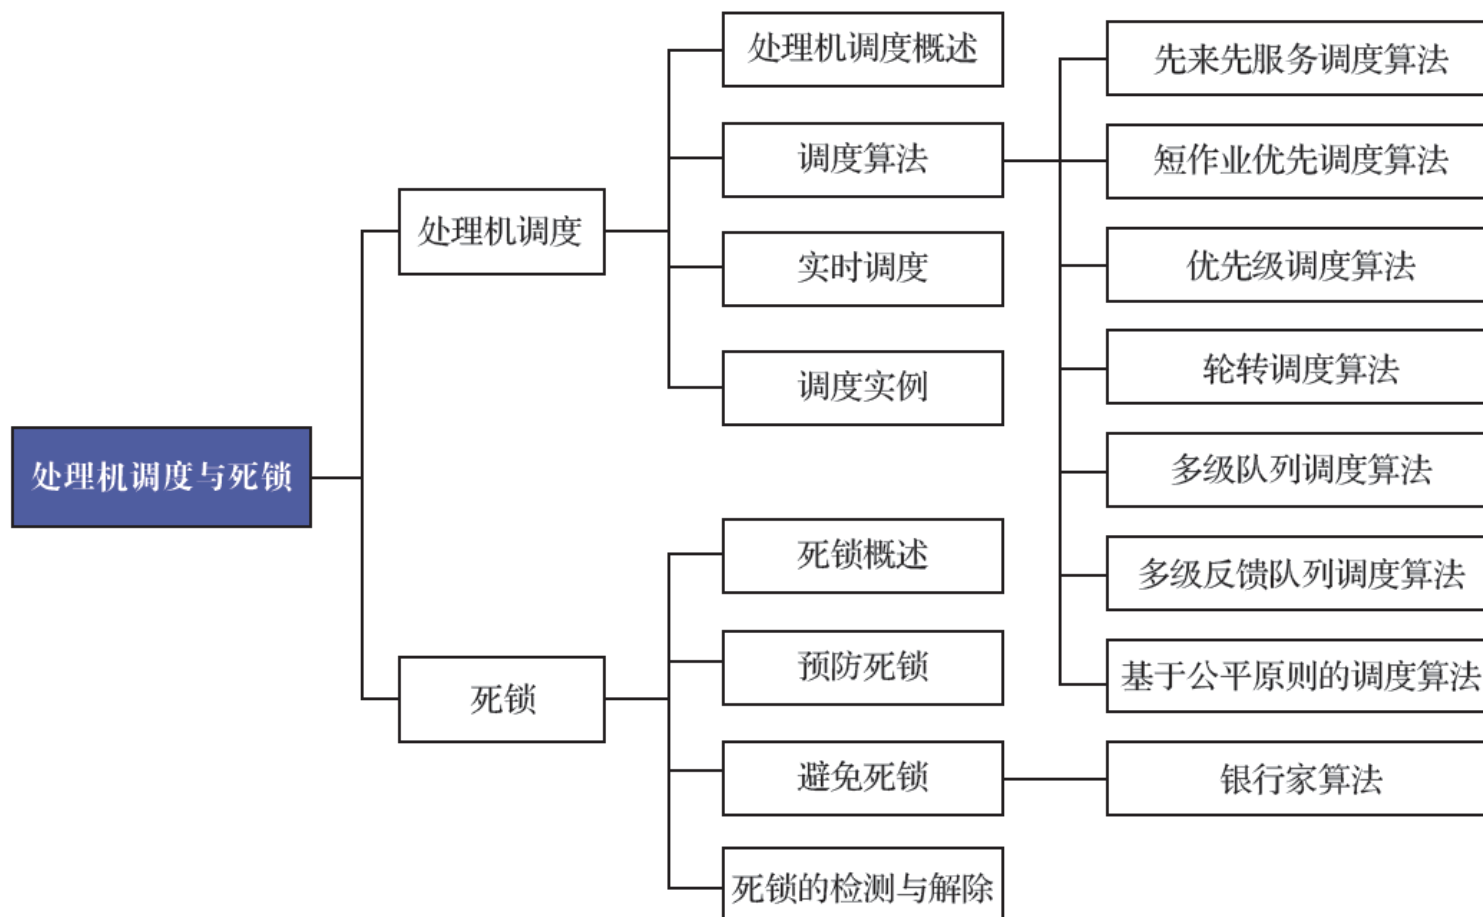 处理机调度与死锁
处理机调度
处理机调度概述
调度算法
先来先服务调度算法
短作业优先调度算法
优先级调度算法
轮转调度算法
多级队列调度算法
多级反馈队列调度算法
基于公平原则的调度算法
实时调度
调度实例
死锁
死锁概述
预防死锁
避免死锁
银行家算法
死锁的检测与解除